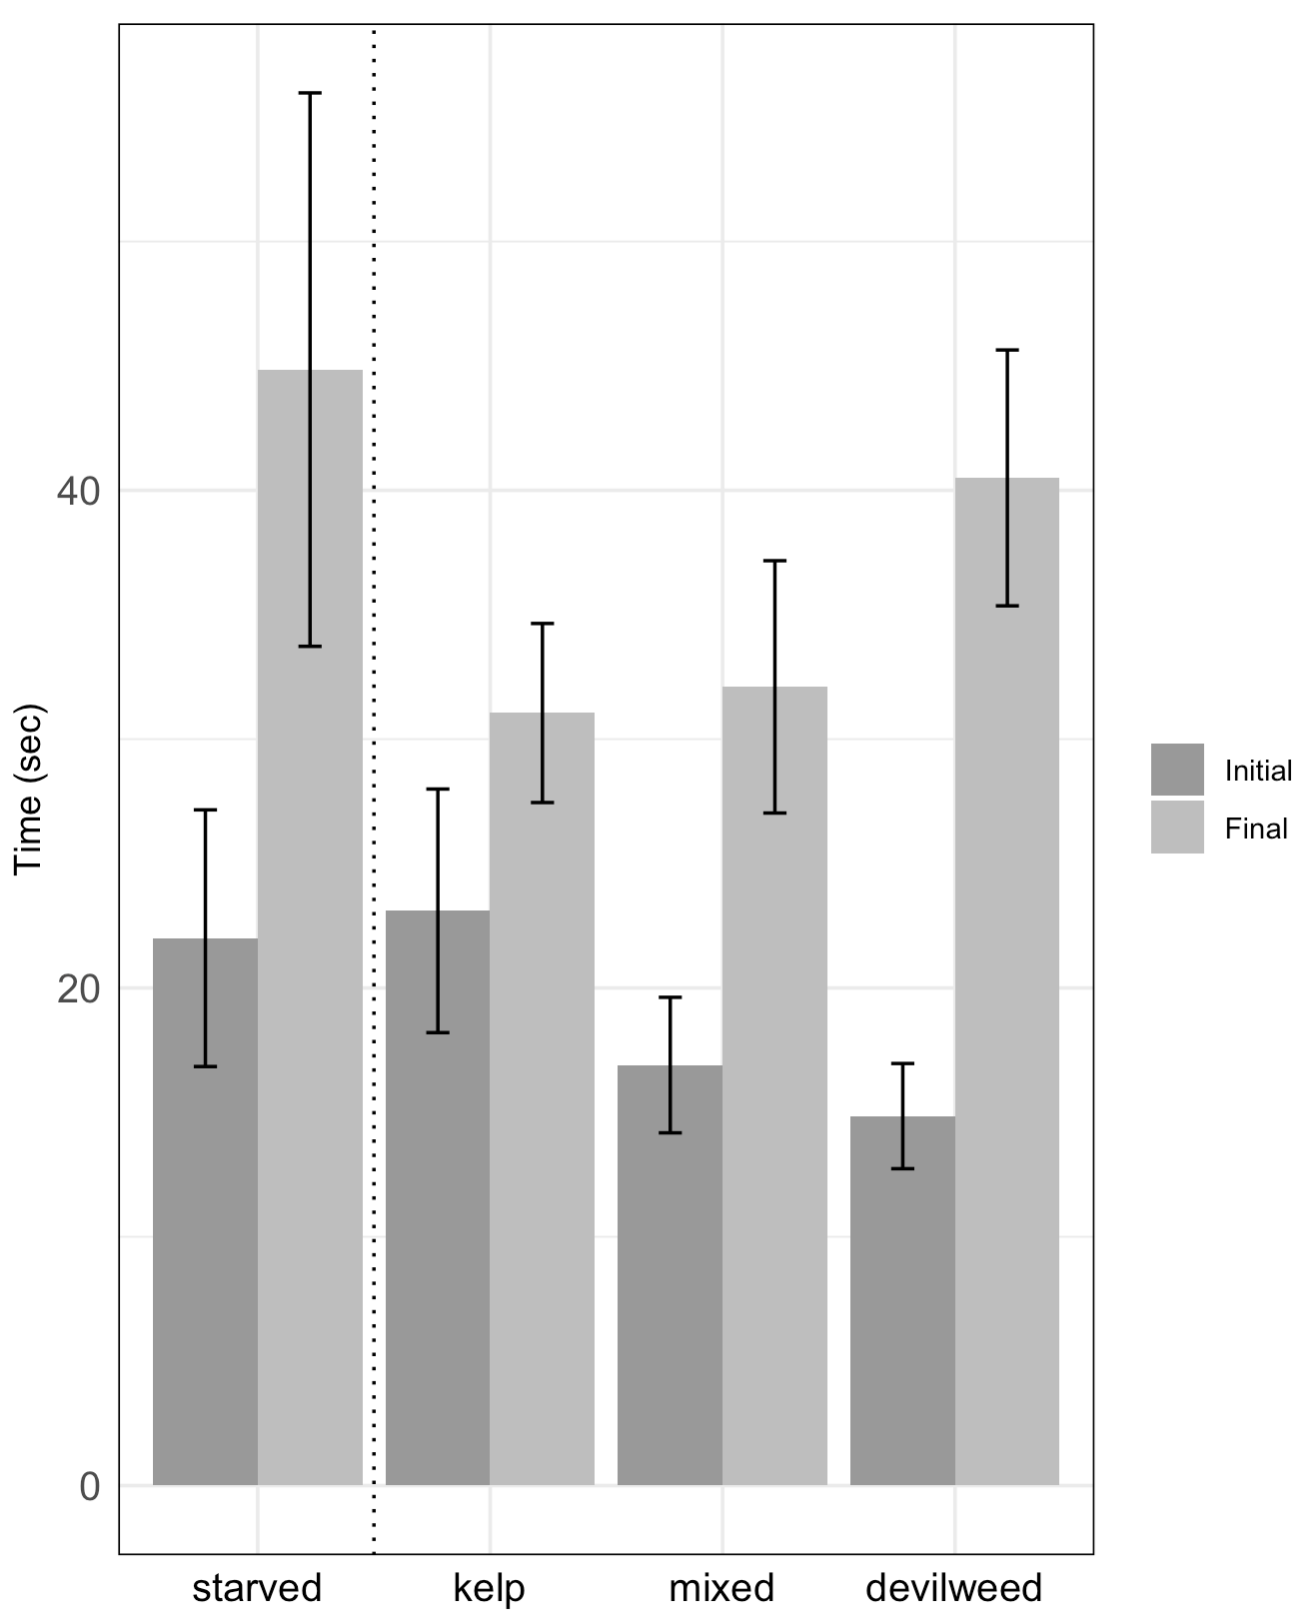 Time (sec)
40
20
0
starved kelp mixed devilweed
Initial
Final